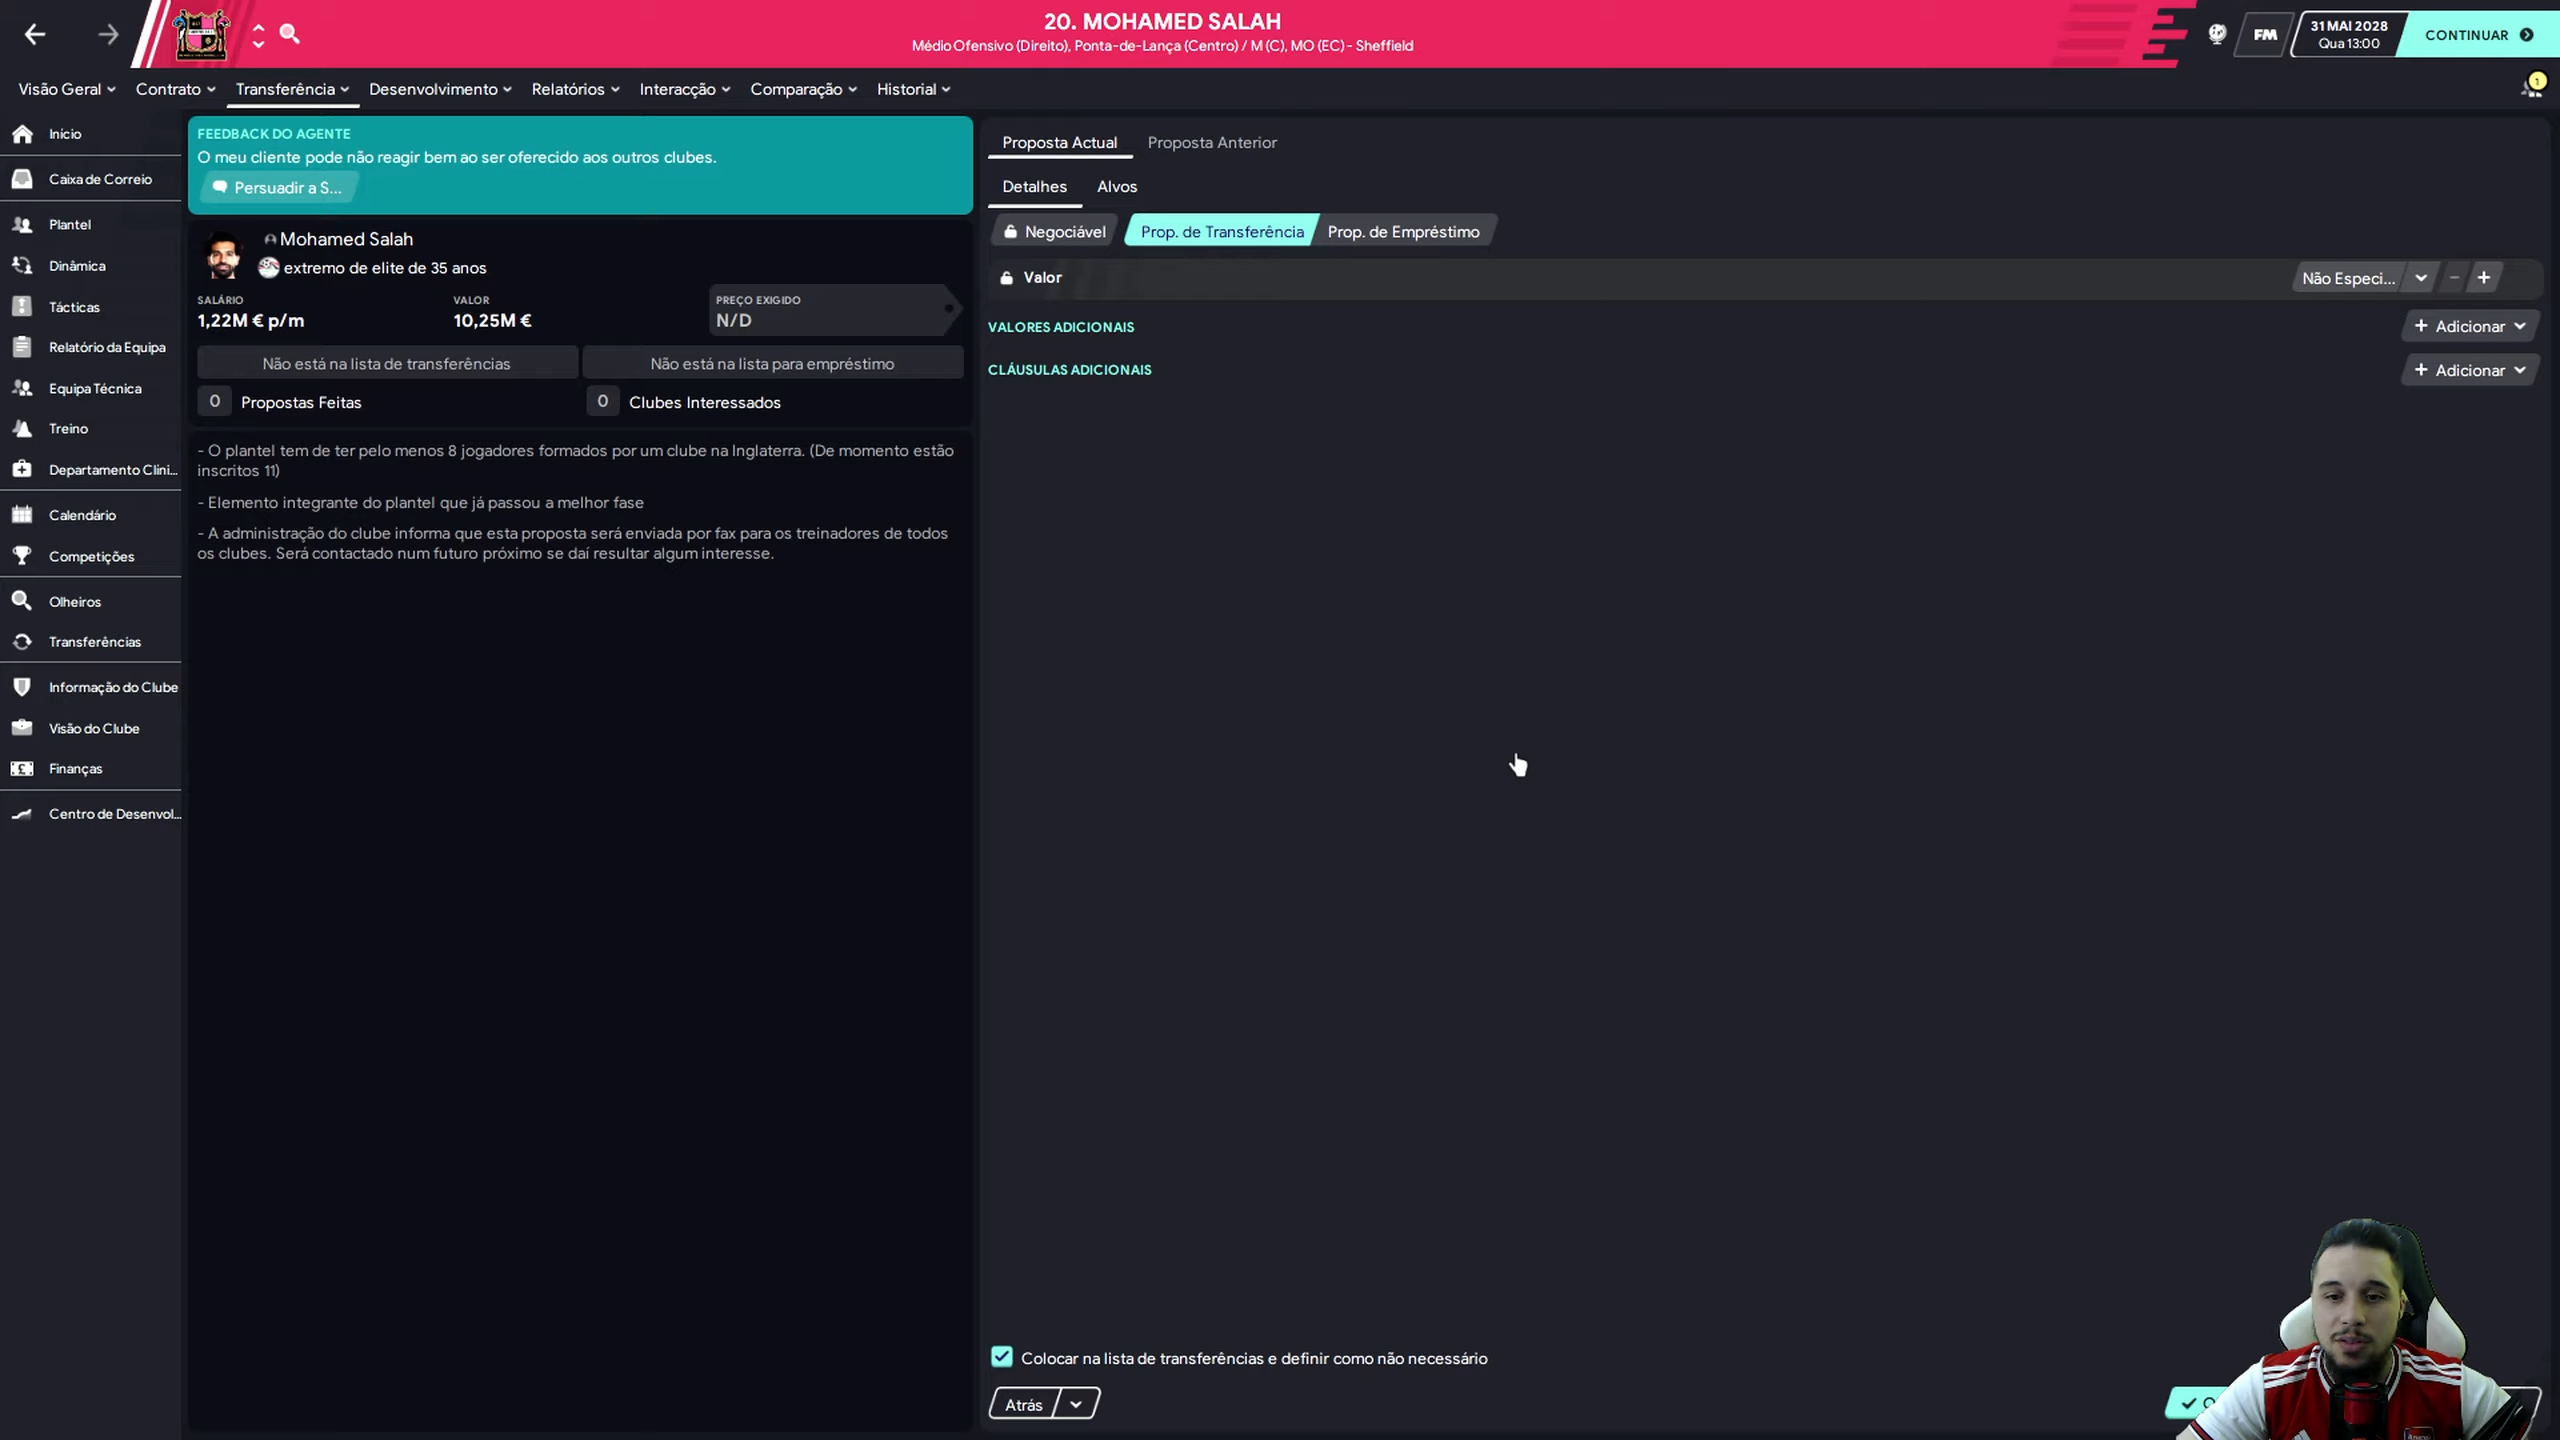 20. MOHAMED SALAH
Médio Ofensivo (Direito), Ponta-de-Lança (Centro) / M (C), MO (EC) - Sheffield
FM
31 MAI 2028
Qua 13:00
CONTINUAR
Visão Geral
Contrato
Transferência
Desenvolvimento
Relatórios
Interacção
Comparação
Historial
1
Início
Caixa de Correio
Plantel
Dinâmica
Tácticas
Relatório da Equipa
Equipa Técnica
Treino
Departamento Clíni...
Calendário
Competições
Olheiros
Transferências
Informação do Clube
Visão do Clube
Finanças
Centro de Desenvol...
FEEDBACK DO AGENTE
O meu cliente pode não reagir bem ao ser oferecido aos outros clubes.
Persuadir a S...
Mohamed Salah
extremo de elite de 35 anos
SALÁRIO
1,22M € p/m
VALOR
10,25M €
PREÇO EXIGIDO
N/D
Não está na lista de transferências
Não está na lista para empréstimo
0 Propostas Feitas
0 Clubes Interessados
- O plantel tem de ter pelo menos 8 jogadores formados por um clube na Inglaterra. (De momento estão
inscritos 11)
- Elemento integrante do plantel que já passou a melhor fase
- A administração do clube informa que esta proposta será enviada por fax para os treinadores de todos
os clubes. Será contactado num futuro próximo se daí resultar algum interesse.
Proposta Actual
Proposta Anterior
Detalhes
Alvos
Negociável
Prop. de Transferência
Prop. de Empréstimo
Valor
Não Especi...
VALORES ADICIONAIS
+ Adicionar
CLÁUSULAS ADICIONAIS
+ Adicionar
Colocar na lista de transferências e definir como não necessário
Atrás